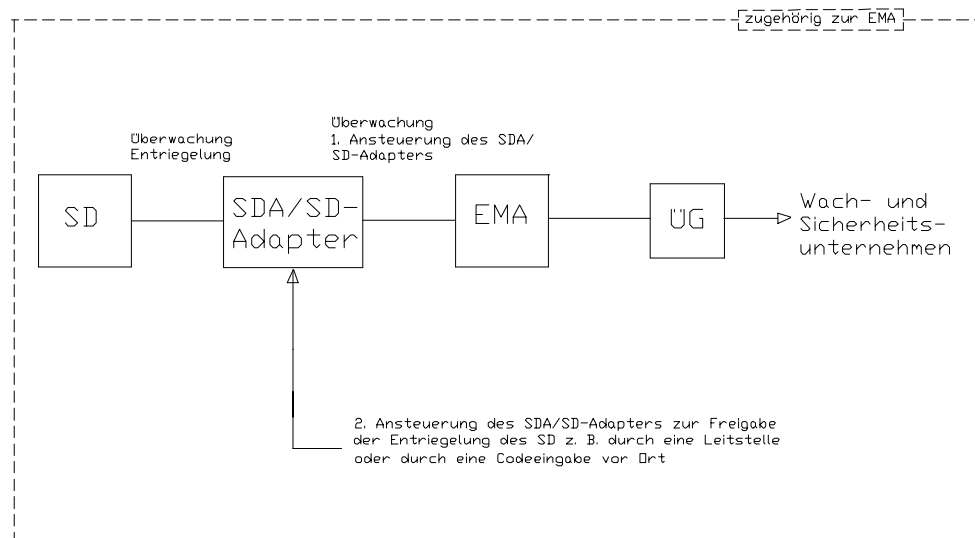 zugehörig zur EMA
Überwachung
Entriegelung
Überwachung
1. Ansteuerung des SDA/
SD-Adapters
SD
SDA/SD-
Adapter
EMA
ÜG
Wach- und
Sicherheits-
unternehmen
2. Ansteuerung des SDA/SD-Adapters zur Freigabe
der Entriegelung des SD z. B. durch eine Leitstelle
oder durch eine Codeeingabe vor Ort